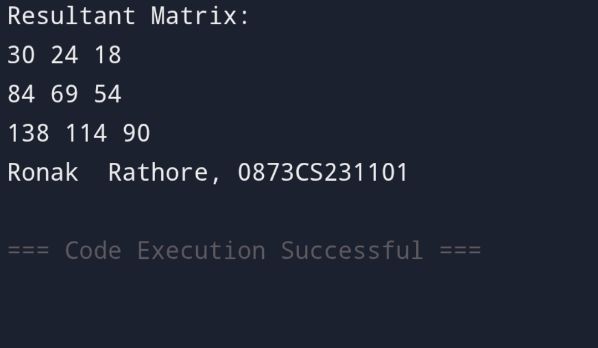 Resultant Matrix:
30 24 18
84 69 54
138 114 90
Ronak  Rathore, 0873CS231101
=== Code Execution Successful ===